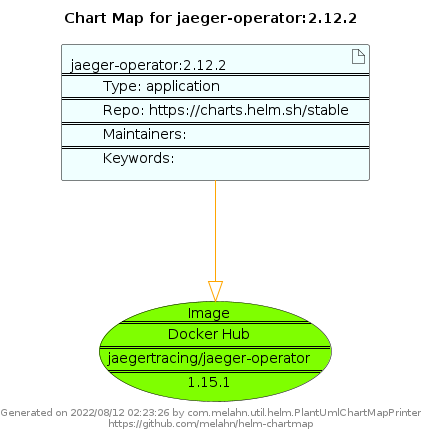 Chart Map for jaeger-operator:2.12.2
jaeger-operator:2.12.2
Type: application
Repo: https://charts.helm.sh/stable
Maintainers:
Keywords:
Image
Docker Hub
jaegertracing/jaeger-operator
1.15.1
Generated on 2022/08/12 02:23:26 by com.melahn.util.helm.PlantUmlChartMapPrinter
https://github.com/melahn/helm-chartmap